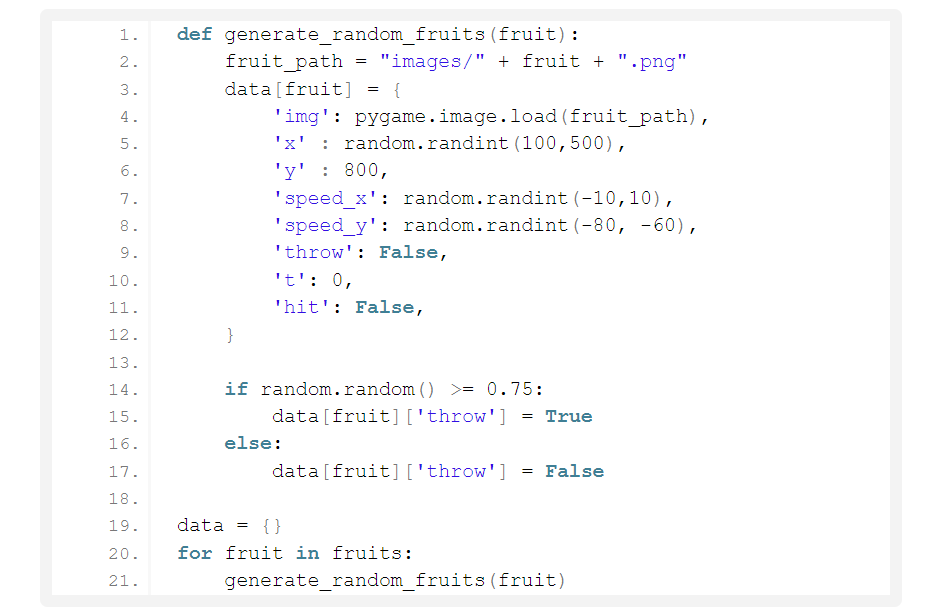 1. def generate_random_fruits(fruit):
2.     fruit_path = "images/" + fruit + ".png"
3.     data[fruit] = {
4.         'img': pygame.image.load(fruit_path),
5.         'x' : random.randint(100,500),
6.         'y' : 800,
7.         'speed_x': random.randint(-10,10),
8.         'speed_y': random.randint(-80, -60),
9.         'throw': False,
10.         't': 0,
11.         'hit': False,
12.     }
13.
14.     if random.random() >= 0.75:
15.         data[fruit]['throw'] = True
16.     else:
17.         data[fruit]['throw'] = False
18.
19. data = {}
20. for fruit in fruits:
21.     generate_random_fruits(fruit)